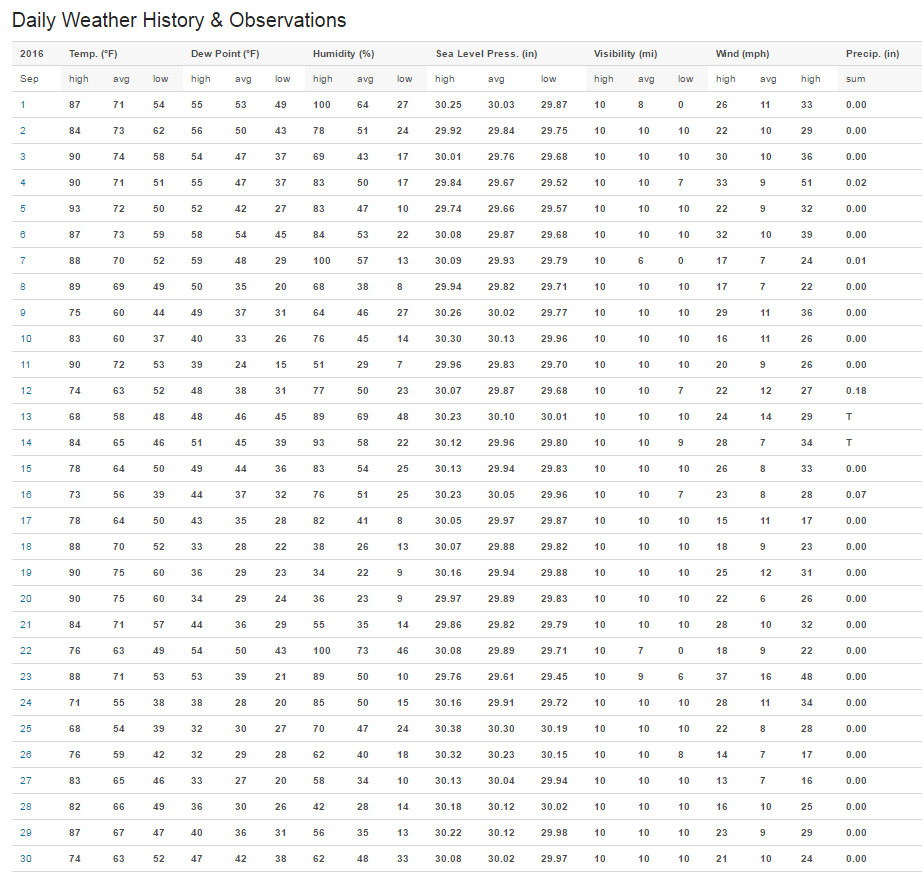 Daily Weather History & Observations
2016 Temp. (°F) Dew Point (°F) Humidity (%) Sea Level Press. (in) Visibility (mi) Wind (mph) Precip. (in)
Sep high avg low high avg low high avg low high avg low high avg low high avg high sum
1 87 71 54 55 53 49 100 64 27 30.25 30.03 29.87 10 8 0 26 11 33 0.00
2 84 73 62 56 50 43 78 51 24 29.92 29.84 29.75 10 10 10 22 10 29 0.00
3 90 74 58 54 47 37 69 43 17 30.01 29.76 29.68 10 10 10 30 10 36 0.00
4 90 71 51 55 47 37 83 50 17 29.84 29.67 29.52 10 10 7 33 9 51 0.02
5 93 72 50 52 42 27 83 47 10 29.74 29.66 29.57 10 10 10 22 9 32 0.00
6 87 73 59 58 54 45 84 53 22 30.08 29.87 29.68 10 10 10 32 10 39 0.00
7 88 70 52 59 48 29 100 57 13 30.09 29.93 29.79 10 6 0 17 7 24 0.01
8 89 69 49 50 35 20 68 38 8 29.94 29.82 29.71 10 10 10 17 7 22 0.00
9 75 60 44 49 37 31 64 46 27 30.26 30.02 29.77 10 10 10 29 11 36 0.00
10 83 60 37 40 33 26 76 45 14 30.30 30.13 29.96 10 10 10 16 11 26 0.00
11 90 72 53 39 24 15 51 29 7 29.96 29.83 29.70 10 10 10 20 9 26 0.00
12 74 63 52 48 38 31 77 50 23 30.07 29.87 29.68 10 10 7 22 12 27 0.18
13 68 58 48 48 46 45 89 69 48 30.23 30.10 30.01 10 10 10 24 14 29 T
14 84 65 46 51 45 39 93 58 22 30.12 29.96 29.80 10 10 9 28 7 34 T
15 78 64 50 49 44 36 83 54 25 30.13 29.94 29.83 10 10 10 26 8 33 0.00
16 73 56 39 44 37 32 76 51 25 30.23 30.05 29.96 10 10 7 23 8 28 0.07
17 78 64 50 43 35 28 82 41 8 30.05 29.97 29.87 10 10 10 15 11 17 0.00
18 88 70 52 33 28 22 38 26 13 30.07 29.88 29.82 10 10 10 18 9 23 0.00
19 90 75 60 36 29 23 34 22 9 30.16 29.94 29.88 10 10 10 25 12 31 0.00
20 90 75 60 34 29 24 36 23 9 29.97 29.89 29.83 10 10 10 22 6 26 0.00
21 84 71 57 44 36 29 55 35 14 29.86 29.82 29.79 10 10 10 28 10 32 0.00
22 76 63 49 54 50 43 100 73 46 30.08 29.89 29.71 10 7 0 18 9 22 0.00
23 88 71 53 53 39 21 89 50 10 29.76 29.61 29.45 10 9 6 37 16 48 0.00
24 71 55 38 38 28 20 85 50 15 30.16 29.91 29.72 10 10 10 28 11 34 0.00
25 68 54 39 32 30 27 70 47 24 30.38 30.30 30.19 10 10 10 22 8 28 0.00
26 76 59 42 32 29 28 62 40 18 30.32 30.23 30.15 10 10 8 14 7 17 0.00
27 83 65 46 33 27 20 58 34 10 30.13 30.04 29.94 10 10 10 13 7 16 0.00
28 82 66 49 36 30 26 42 28 14 30.18 30.12 30.02 10 10 10 16 10 25 0.00
29 87 67 47 40 36 31 56 35 13 30.22 30.12 29.98 10 10 10 23 9 29 0.00
30 74 63 52 47 42 38 62 48 33 30.08 30.02 29.97 10 10 10 21 10 24 0.00